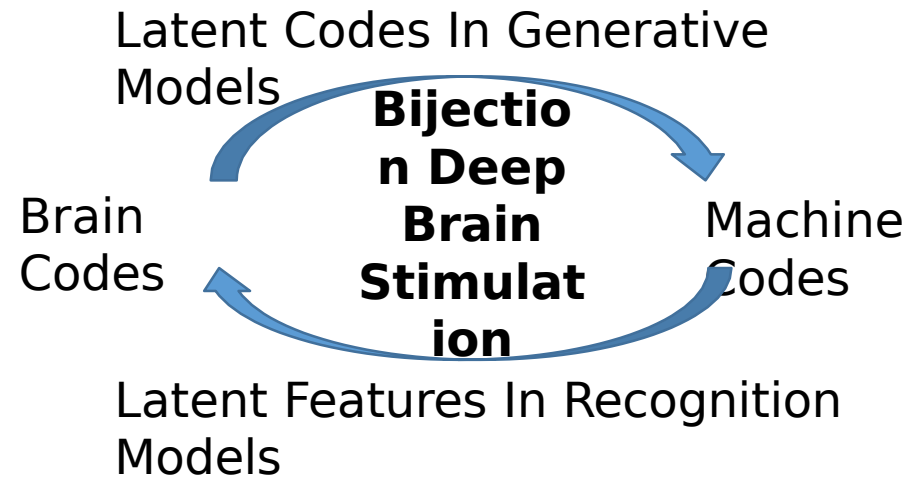 Latent Codes In Generative
Models
Bijectio
n Deep
Brain
Stimulat
ion
Brain
Codes
Machine
Codes
Latent Features In Recognition
Models